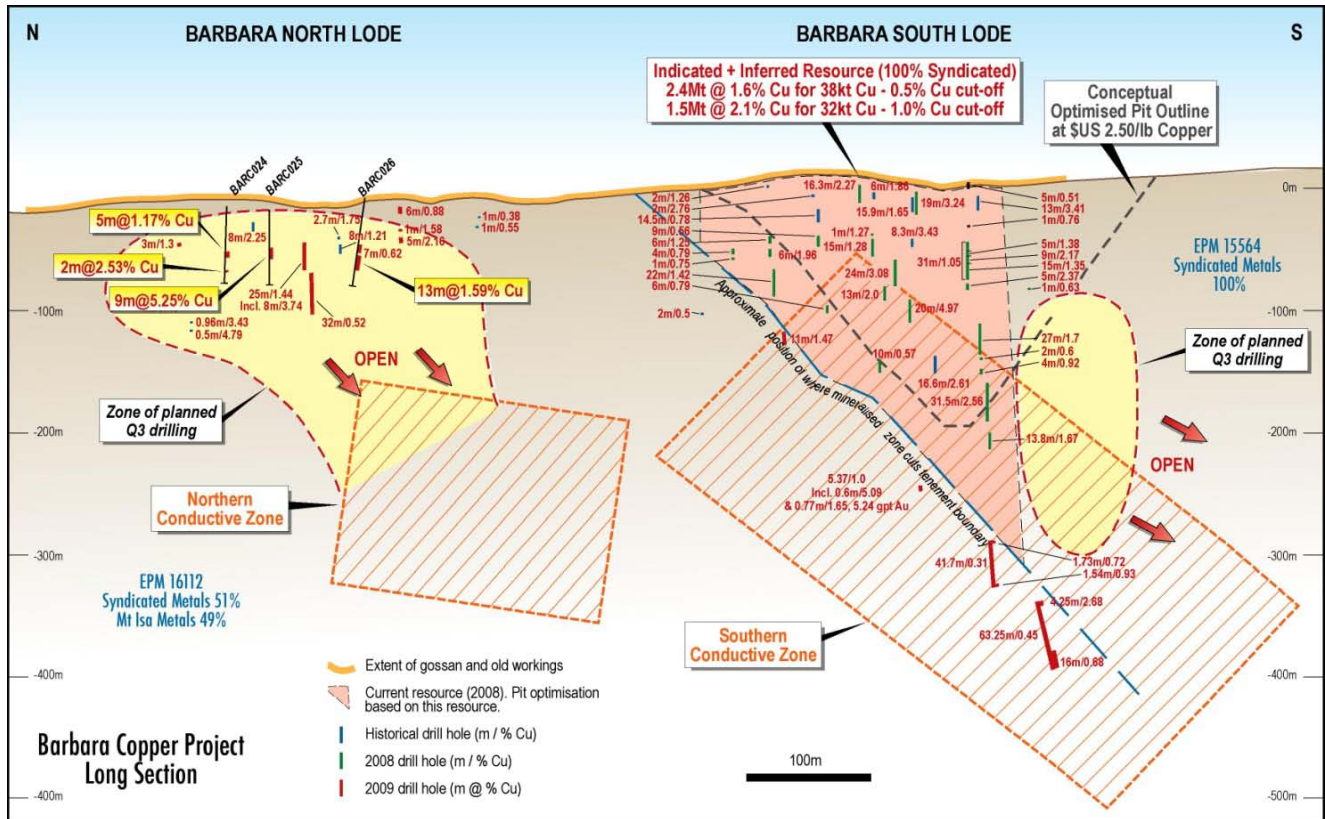 N
BARBARA NORTH LODE
BARBARA SOUTH LODE
S
Indicated + Inferred Resource (100% Syndicated)
2.4Mt @ 1.6% Cu for 38kt Cu - 0.5% Cu cut-off
1.5Mt @ 2.1% Cu for 32kt Cu - 1.0% Cu cut-off
Conceptual
Optimised Pit Outline
at $US 2.50/lb Copper
BARC024
BARC025
BARC026
5m@1.17% Cu
2m@2.53% Cu
9m@5.25% Cu
13m@1.59% Cu
3m/1.3
8m/2.25
2.7m/1.75
8m/1.21
6m/0.88
1m/1.58
5m/2.16
7m/0.62
1m/0.38
1m/0.55
25m/1.44
Incl. 8m/3.74
32m/0.52
0.96m/3.43
0.5m/4.79
OPEN
Zone of planned
Q3 drilling
Northern
Conductive Zone
EPM 16112
Syndicated Metals 51%
Mt Isa Metals 49%
-100m
-200m
-300m
-400m
-400m
2m/1.26
2m/2.76
14.5m/0.78
9m/0.56
6m/1.25
4m/0.79
1m/0.75
22m/1.42
6m/0.79
2m/0.5
16.3m/2.27
6m/1.86
15.9m/1.65
19m/3.24
1m/1.27
15m/1.28
8.3m/3.43
6m/1.96
24m/3.08
31m/1.05
13m/2.0
20m/4.97
11m/1.47
10m/0.57
16.6m/2.61
31.5m/2.56
5m/0.51
13m/3.41
1m/0.76
5m/1.38
9m/2.17
15m/1.35
5m/2.37
1m/0.63
27m/1.7
2m/0.6
4m/0.92
13.8m/1.67
Approximate position of where mineralised zone cuts tenement boundary
5.37/1.0
Incl. 0.6m/5.09
& 0.77m/1.65, 5.24 gpt Au
41.7m/0.31
1.73m/0.72
1.54m/0.93
4.25m/2.68
63.25m/0.45
16m/0.68
EPM 15564
Syndicated Metals
100%
Zone of planned
Q3 drilling
OPEN
Southern
Conductive Zone
0m
-100m
-200m
-300m
-400m
-500m
Extent of gossan and old workings
Current resource (2008). Pit optimisation
based on this resource.
Historical drill hole (m / % Cu)
2008 drill hole (m / % Cu)
2009 drill hole (m @ % Cu)
100m
Barbara Copper Project
Long Section